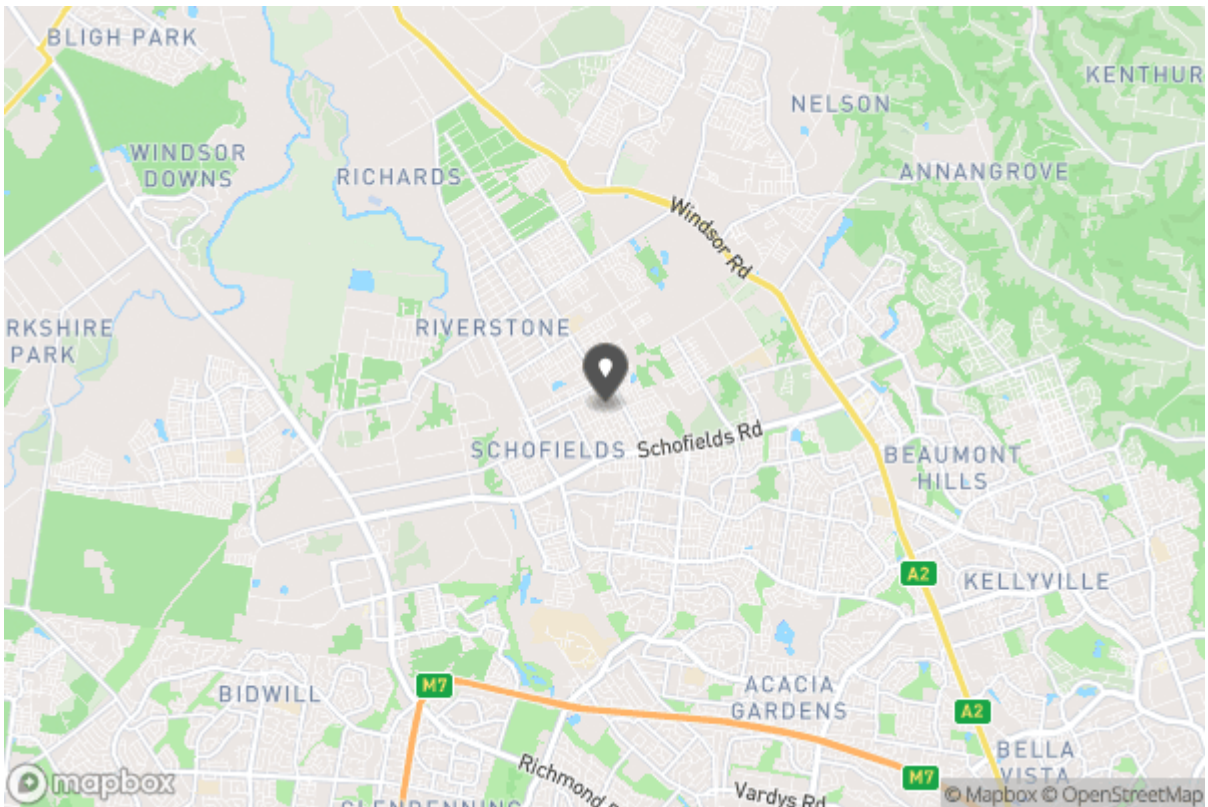 BLIGH PARK
KENTHUR
NELSON
WINDSOR
DOWNS
RICHARDS
ANNANGROVE
Windsor Rd
RKSHIRE
PARK
RIVERSTONE
SCHOFIELDS
Schofields Rd
BEAUMONT
HILLS
A2
KELLYVILLE
BIDWILL
M7
ACACIA
GARDENS
A2
BELLA
VISTA
M7
Richmond
Vardys Rd
GLENDENNING
mapbox
© Mapbox © OpenStreetMap